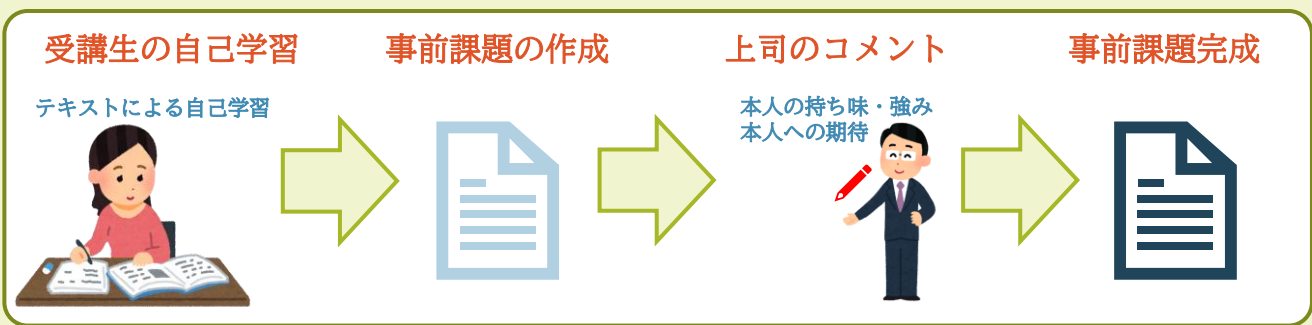 受講生の自己学習
事前課題の作成
上司のコメント
事前課題完成
テキストによる自己学習
本人の持ち味・強み
本人への期待